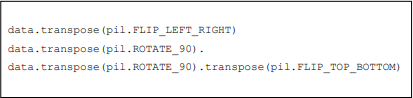 data.transpose(pil.FLIP_LEFT_RIGHT)
data.transpose(pil.ROTATE_90).
data.transpose(pil.ROTATE_90).transpose(pil.FLIP_TOP_BOTTOM)